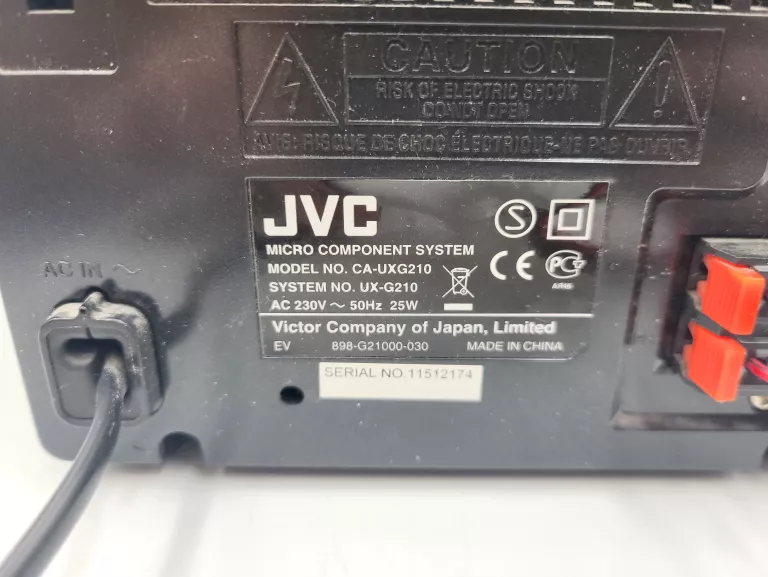 CAUTION
RISK OF ELECTRIC SHOCK
DO NOT OPEN
AVIS: RISQUE DE CHOC ÉLECTRIQUE-NE PAS OUVRIR
AC IN ~
JVC
S
MICRO COMPONENT SYSTEM
MODEL NO. CA-UXG210
SYSTEM NO. UX-G210
AC 230V ~ 50Hz 25W
CE
Victor Company of Japan, Limited
EV 898-G21000-030 MADE IN CHINA
SERIAL NO.11512174